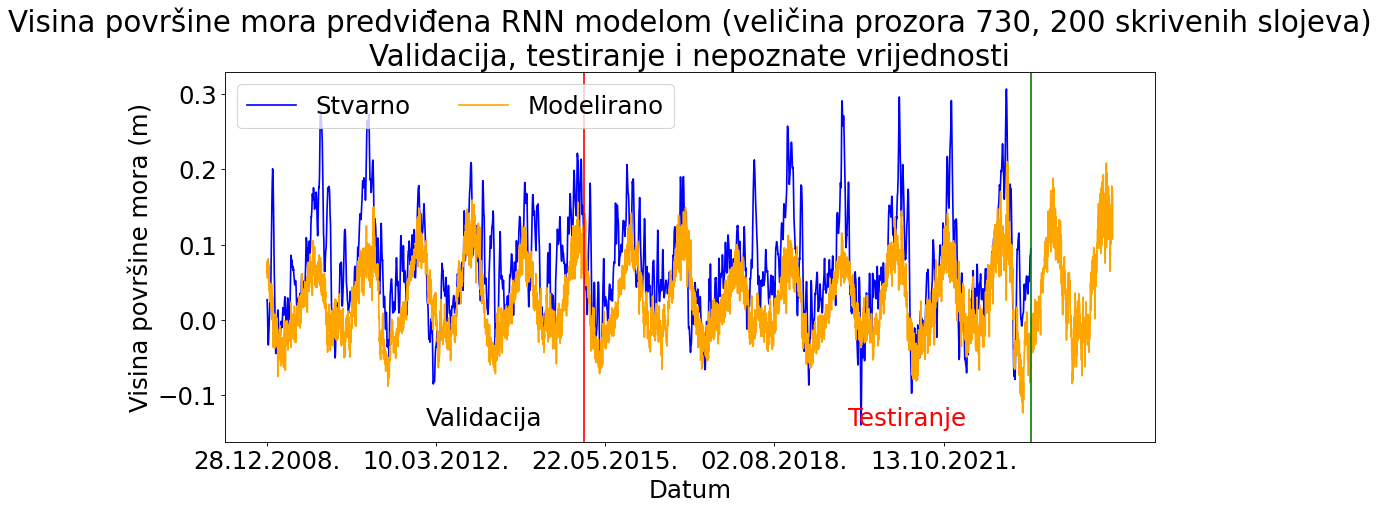 Visina površine mora predviđena RNN modelom (veličina prozora 730, 200 skrivenih slojeva)
Validacija, testiranje i nepoznate vrijednosti
Stvarno
Modelirano
Visina površine mora (m)
0.3
0.2
0.1
0.0
−0.1
Validacija
Testiranje
28.12.2008.
10.03.2012.
22.05.2015.
02.08.2018.
13.10.2021.
Datum